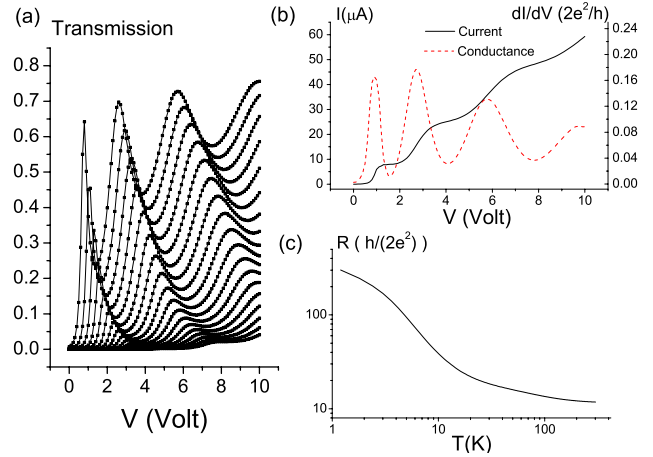 (a)
Transmission
0.8
0.7
0.6
0.5
0.4
0.3
0.2
0.1
0.0
0 2 4 6 8 10
V (Volt)
(b)
I(μA) dI/dV (2e²/h)
60
50
40
30
20
10
0
Current
Conductance
0.24
0.20
0.16
0.12
0.08
0.04
0.00
0 2 4 6 8 10
V (Volt)
(c)
R ( h/(2e²) )
100
10
1 10 100
T(K)